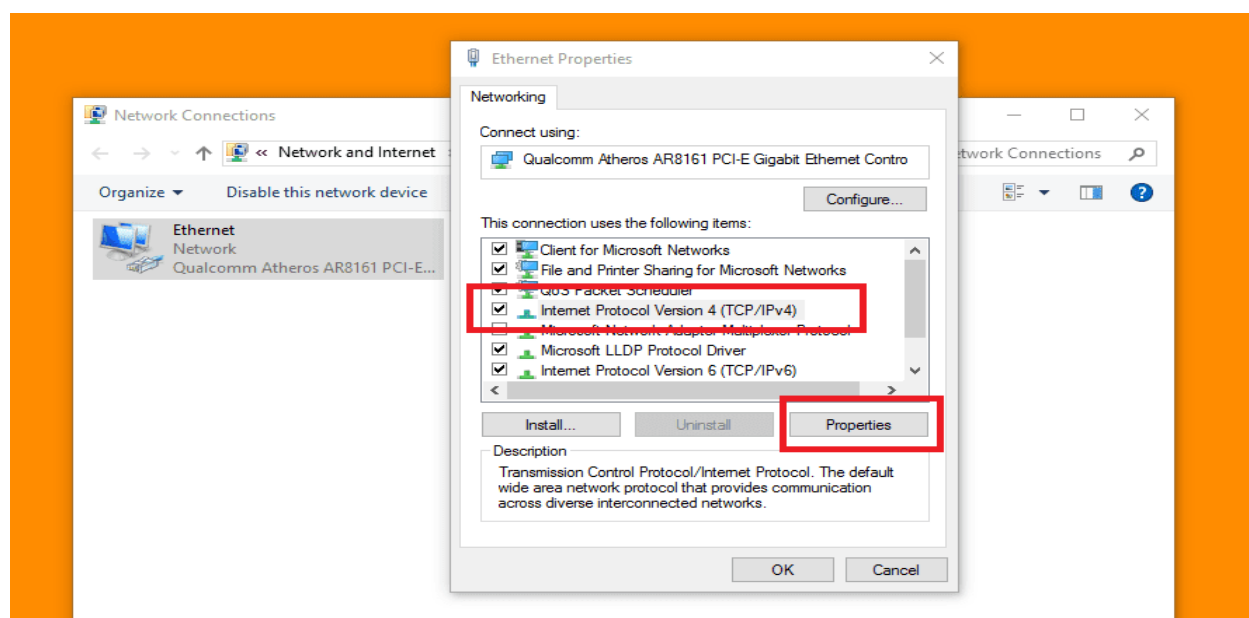 Ethernet Properties
Networking
Network Connections
Connect using:
« Network and Internet
Qualcomm Atheros AR8161 PCI-E Gigabit Ethernet Contro
Connections
Organize
Disable this network device
Configure...
This connection uses the following items:
Ethernet
Network
Qualcomm Atheros AR8161 PCI-E...
Client for Microsoft Networks
File and Printer Sharing for Microsoft Networks
QoS Packet Scheduler
Internet Protocol Version 4 (TCP/IPv4)
Microsoft Network Adapter Multiplexor Protocol
Microsoft LLDP Protocol Driver
Internet Protocol Version 6 (TCP/IPv6)
Install...
Uninstall
Properties
Description
Transmission Control Protocol/Internet Protocol. The default
wide area network protocol that provides communication
across diverse interconnected networks.
OK
Cancel